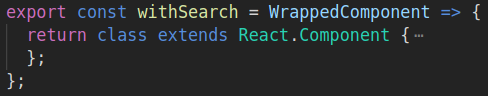 export const withSearch = WrappedComponent => {
  return class extends React.Component {⋯
  };
};